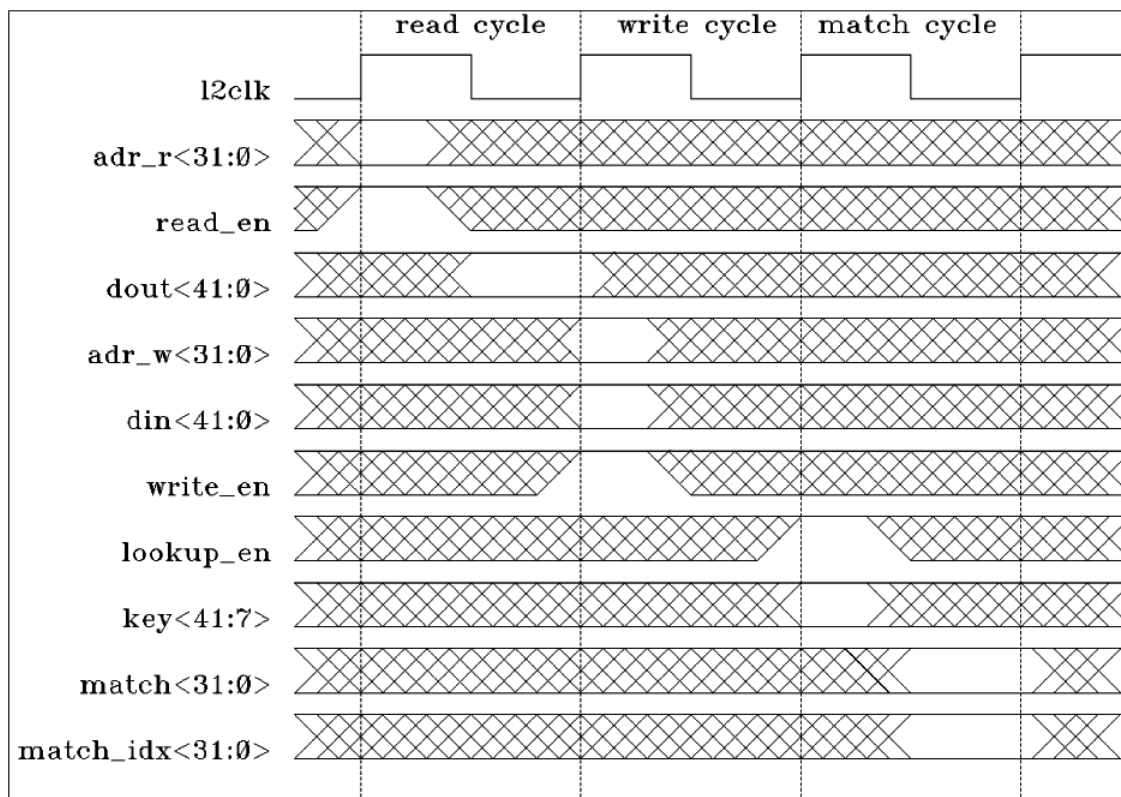 read cycle write cycle match cycle
l2clk
adr_r<31:0>
read_en
dout<41:0>
adr_w<31:0>
din<41:0>
write_en
lookup_en
key<41:7>
match<31:0>
match_idx<31:0>